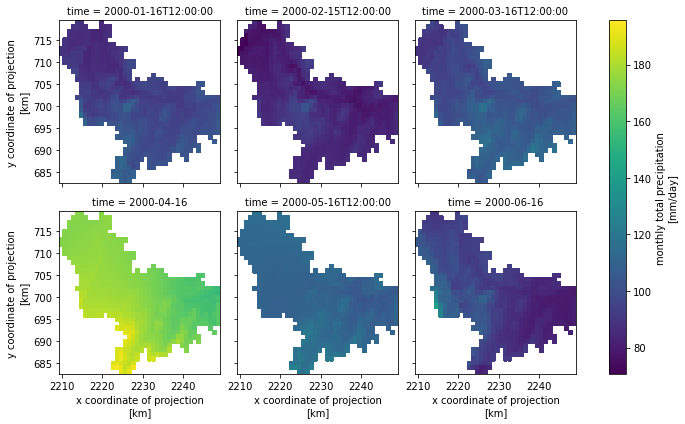 time = 2000-01-16T12:00:00
time = 2000-02-15T12:00:00
time = 2000-03-16T12:00:00
y coordinate of projection
[km]
715
710
705
700
695
690
685
time = 2000-04-16
time = 2000-05-16T12:00:00
time = 2000-06-16
y coordinate of projection
[km]
715
710
705
700
695
690
685
2210 2220 2230 2240
2210 2220 2230 2240
2210 2220 2230 2240
x coordinate of projection
[km]
x coordinate of projection
[km]
x coordinate of projection
[km]
180
160
140
120
100
80
monthly total precipitation
[mm/day]